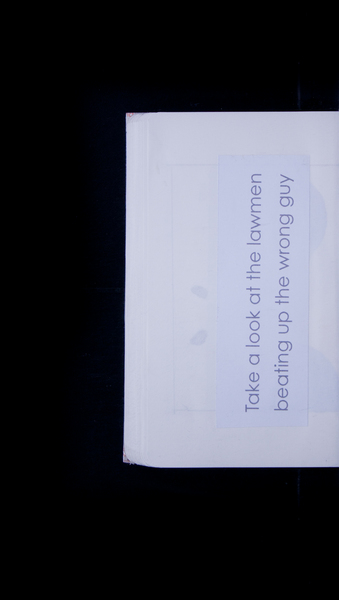 Take a look at the lawmen
beating up the wrong guy